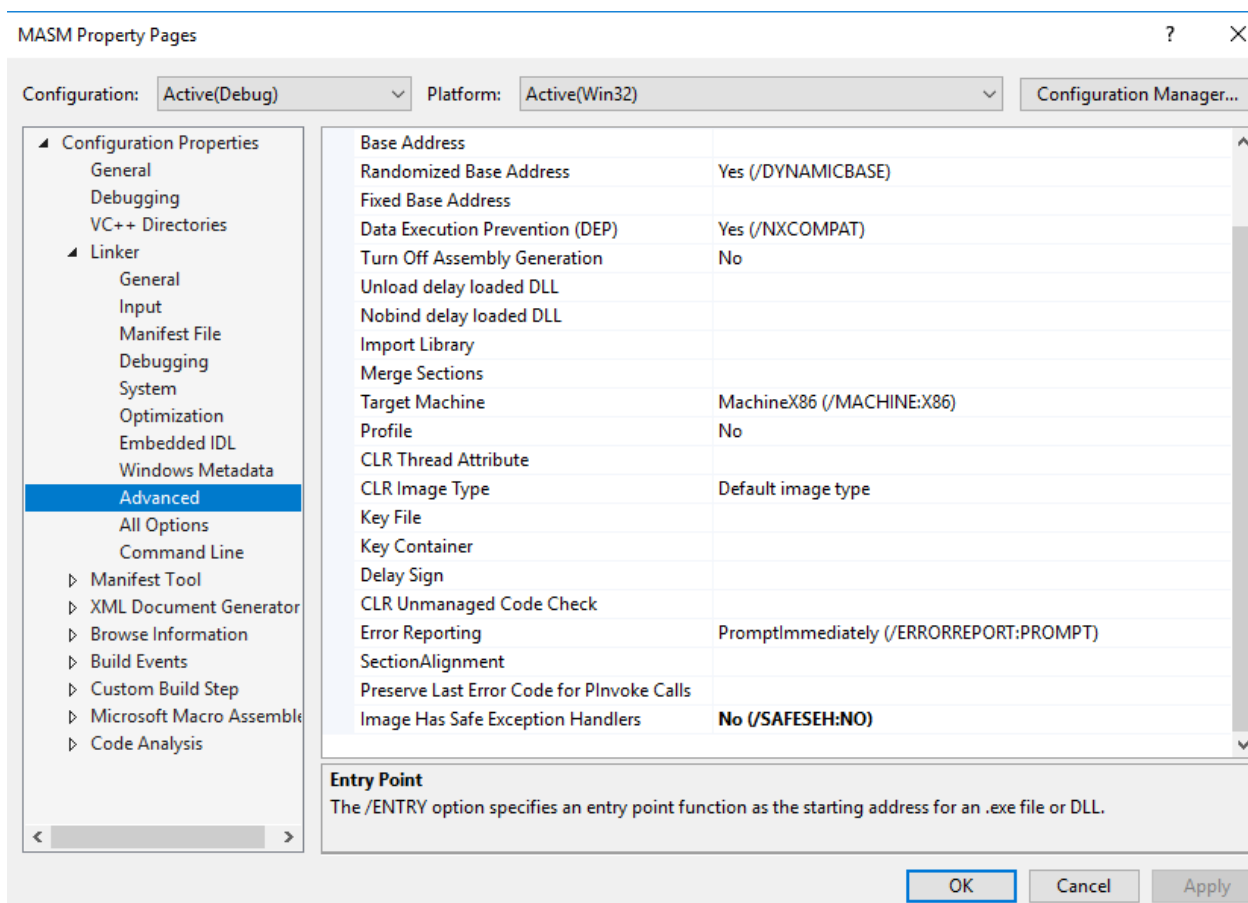 MASM Property Pages
?
Configuration: Active(Debug) Platform: Active(Win32) Configuration Manager...
Configuration Properties
General
Debugging
VC++ Directories
Linker
General
Input
Manifest File
Debugging
System
Optimization
Embedded IDL
Windows Metadata
Advanced
All Options
Command Line
Manifest Tool
XML Document Generator
Browse Information
Build Events
Custom Build Step
Microsoft Macro Assemble
Code Analysis
Base Address
Randomized Base Address Yes (/DYNAMICBASE)
Fixed Base Address
Data Execution Prevention (DEP) Yes (/NXCOMPAT)
Turn Off Assembly Generation No
Unload delay loaded DLL
Nobind delay loaded DLL
Import Library
Merge Sections
Target Machine MachineX86 (/MACHINE:X86)
Profile No
CLR Thread Attribute
CLR Image Type Default image type
Key File
Key Container
Delay Sign
CLR Unmanaged Code Check
Error Reporting PromptImmediately (/ERRORREPORT:PROMPT)
SectionAlignment
Preserve Last Error Code for PInvoke Calls
Image Has Safe Exception Handlers No (/SAFESEH:NO)
Entry Point
The /ENTRY option specifies an entry point function as the starting address for an .exe file or DLL.
OK Cancel Apply